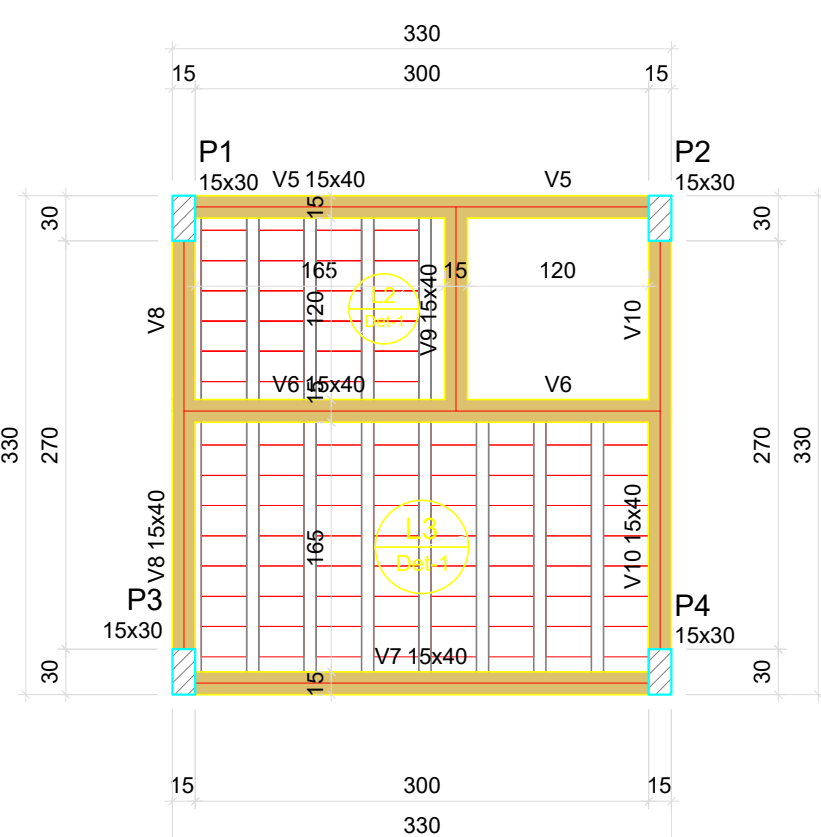 330
15 300 15
P1 P2
15x30 V5 15x40 V5 15x30
15
30 30
165 15 120
L2
Det-1
120
V9 15x40
V8 V10
V6 15x40 V6
15
330 270 270 330
L3
Det-1
165
V8 15x40 V10 15x40
P3 P4
15x30 15x30
V7 15x40
15
30 30
15 300 15
330